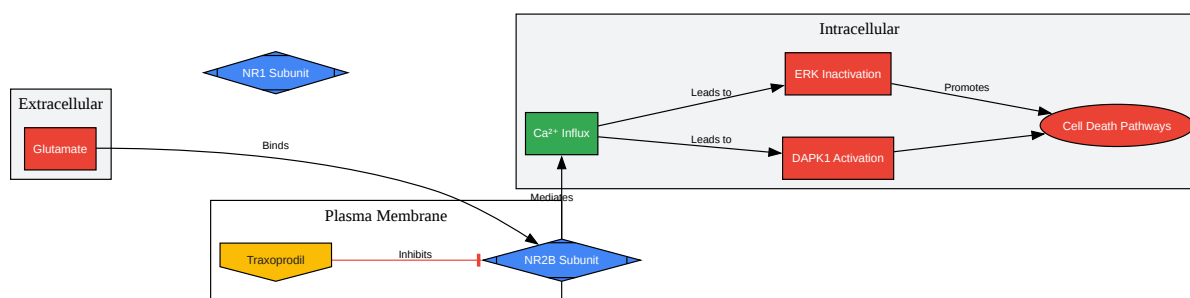 Intracellular
NR1 Subunit
ERK Inactivation
Leads to
Promotes
Extracellular
Cell Death Pathways
Ca²⁺ Influx
Glutamate
Binds
Leads to
DAPK1 Activation
Mediates
Plasma Membrane
Traxoprodil
Inhibits
NR2B Subunit